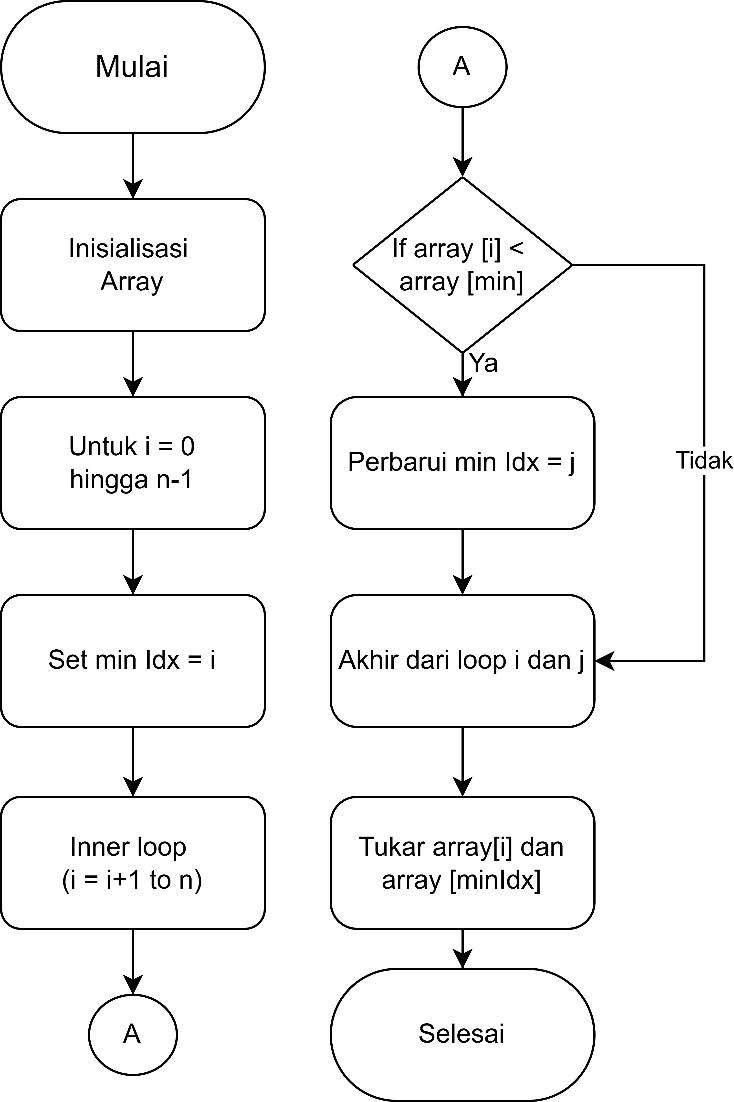 Mulai
Inisialisasi
Array
Untuk i = 0
hingga n-1
Set min Idx = i
Inner loop
(i = i+1 to n)
A
A
If array [i] <
array [min]
Ya
Tidak
Perbarui min Idx = j
Akhir dari loop i dan j
Tukar array[i] dan
array [minIdx]
Selesai